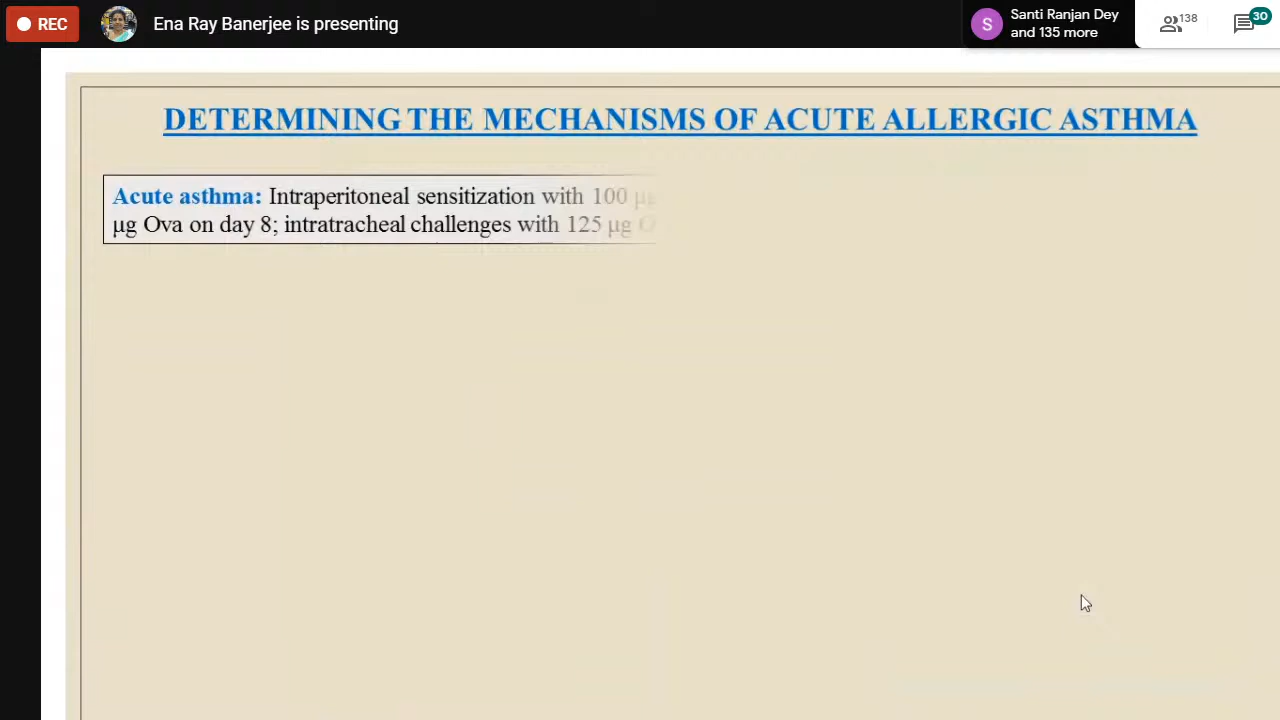 REC
Ena Ray Banerjee is presenting
Santi Ranjan Dey
and 135 more
S
138
30
DETERMINING THE MECHANISMS OF ACUTE ALLERGIC ASTHMA
Acute asthma: Intraperitoneal sensitization with 100 µg
µg Ova on day 8; intratracheal challenges with 125 µg